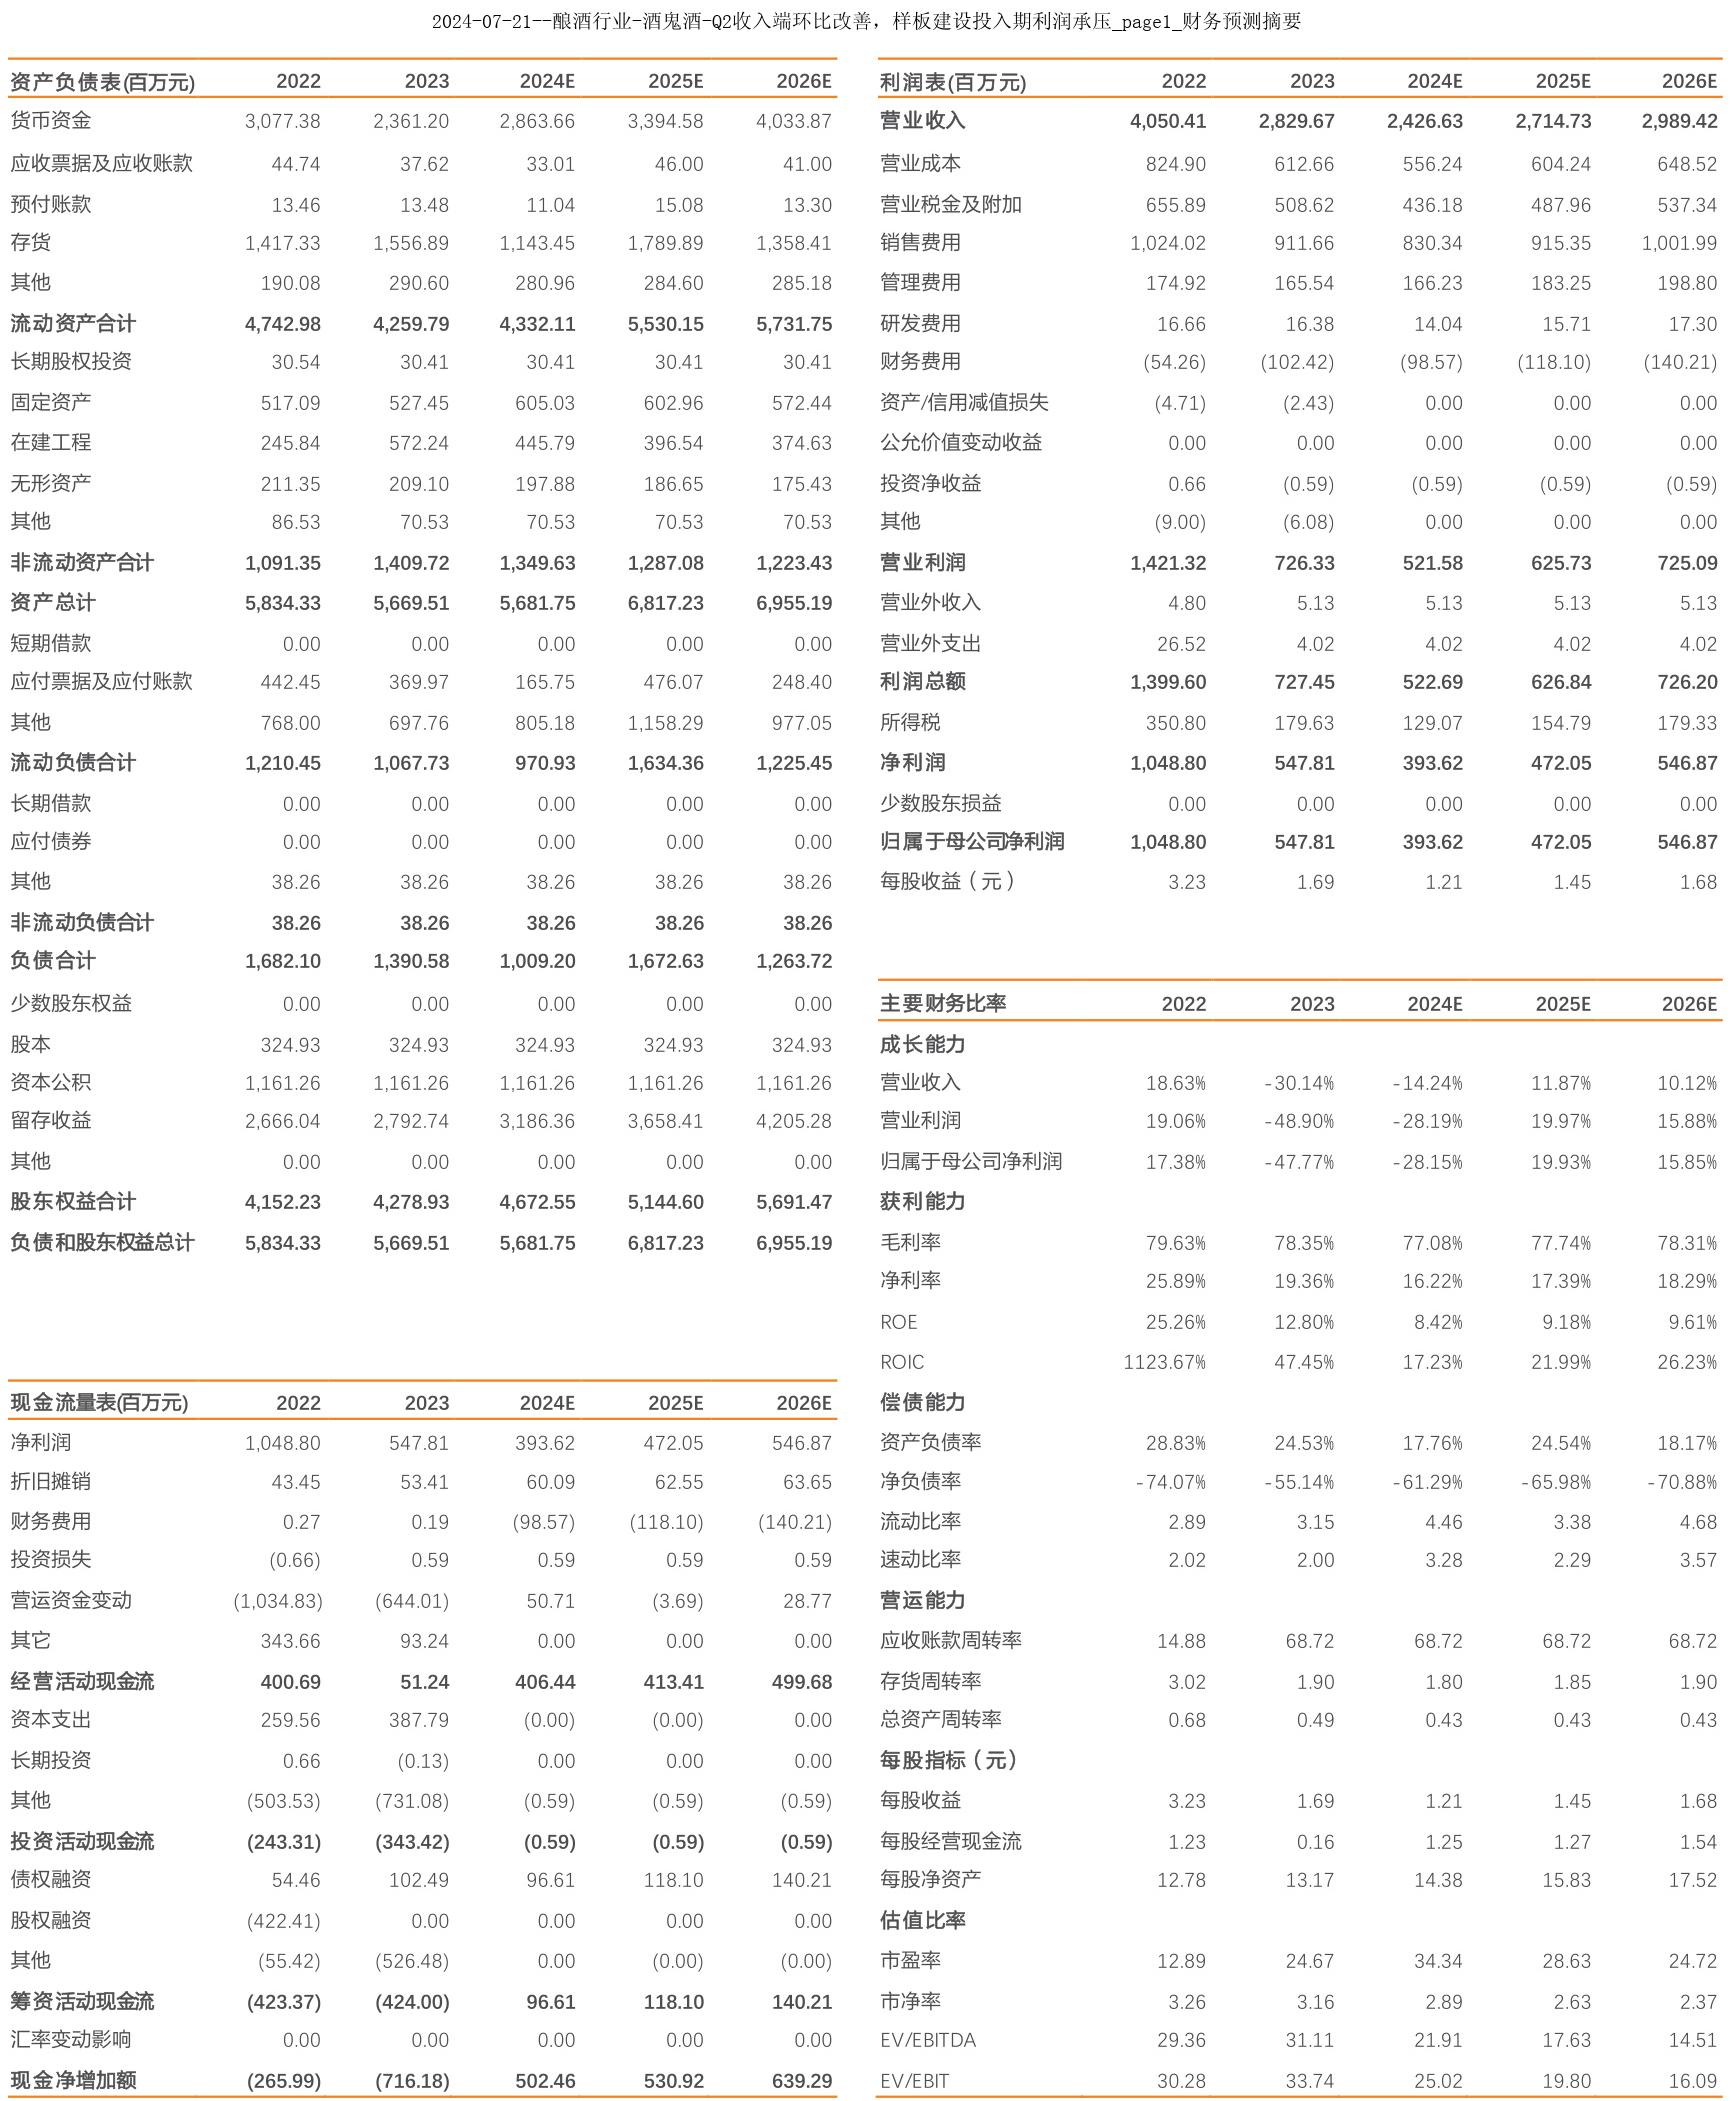 2024-07-21--酿酒行业-酒鬼酒-Q2收入端环比改善，样板建设投入期利润承压_page1_财务预测摘要
资产负债表(百万元) 2022 2023 2024E 2025E 2026E
货币资金 3,077.38 2,361.20 2,863.66 3,394.58 4,033.87
应收票据及应收账款 44.74 37.62 33.01 46.00 41.00
预付账款 13.46 13.48 11.04 15.08 13.30
存货 1,417.33 1,556.89 1,143.45 1,789.89 1,358.41
其他 190.08 290.60 280.96 284.60 285.18
流动资产合计 4,742.98 4,259.79 4,332.11 5,530.15 5,731.75
长期股权投资 30.54 30.41 30.41 30.41 30.41
固定资产 517.09 527.45 605.03 602.96 572.44
在建工程 245.84 572.24 445.79 396.54 374.63
无形资产 211.35 209.10 197.88 186.65 175.43
其他 86.53 70.53 70.53 70.53 70.53
非流动资产合计 1,091.35 1,409.72 1,349.63 1,287.08 1,223.43
资产总计 5,834.33 5,669.51 5,681.75 6,817.23 6,955.19
短期借款 0.00 0.00 0.00 0.00 0.00
应付票据及应付账款 442.45 369.97 165.75 476.07 248.40
其他 768.00 697.76 805.18 1,158.29 977.05
流动负债合计 1,210.45 1,067.73 970.93 1,634.36 1,225.45
长期借款 0.00 0.00 0.00 0.00 0.00
应付债券 0.00 0.00 0.00 0.00 0.00
其他 38.26 38.26 38.26 38.26 38.26
非流动负债合计 38.26 38.26 38.26 38.26 38.26
负债合计 1,682.10 1,390.58 1,009.20 1,672.63 1,263.72
少数股东权益 0.00 0.00 0.00 0.00 0.00
股本 324.93 324.93 324.93 324.93 324.93
资本公积 1,161.26 1,161.26 1,161.26 1,161.26 1,161.26
留存收益 2,666.04 2,792.74 3,186.36 3,658.41 4,205.28
其他 0.00 0.00 0.00 0.00 0.00
股东权益合计 4,152.23 4,278.93 4,672.55 5,144.60 5,691.47
负债和股东权益总计 5,834.33 5,669.51 5,681.75 6,817.23 6,955.19
现金流量表(百万元) 2022 2023 2024E 2025E 2026E
净利润 1,048.80 547.81 393.62 472.05 546.87
折旧摊销 43.45 53.41 60.09 62.55 63.65
财务费用 0.27 0.19 (98.57) (118.10) (140.21)
投资损失 (0.66) 0.59 0.59 0.59 0.59
营运资金变动 (1,034.83) (644.01) 50.71 (3.69) 28.77
其它 343.66 93.24 0.00 0.00 0.00
经营活动现金流 400.69 51.24 406.44 413.41 499.68
资本支出 259.56 387.79 (0.00) (0.00) 0.00
长期投资 0.66 (0.13) 0.00 0.00 0.00
其他 (503.53) (731.08) (0.59) (0.59) (0.59)
投资活动现金流 (243.31) (343.42) (0.59) (0.59) (0.59)
债权融资 54.46 102.49 96.61 118.10 140.21
股权融资 (422.41) 0.00 0.00 0.00 0.00
其他 (55.42) (526.48) 0.00 (0.00) (0.00)
筹资活动现金流 (423.37) (424.00) 96.61 118.10 140.21
汇率变动影响 0.00 0.00 0.00 0.00 0.00
现金净增加额 (265.99) (716.18) 502.46 530.92 639.29
利润表(百万元) 2022 2023 2024E 2025E 2026E
营业收入 4,050.41 2,829.67 2,426.63 2,714.73 2,989.42
营业成本 824.90 612.66 556.24 604.24 648.52
营业税金及附加 655.89 508.62 436.18 487.96 537.34
销售费用 1,024.02 911.66 830.34 915.35 1,001.99
管理费用 174.92 165.54 166.23 183.25 198.80
研发费用 16.66 16.38 14.04 15.71 17.30
财务费用 (54.26) (102.42) (98.57) (118.10) (140.21)
资产/信用减值损失 (4.71) (2.43) 0.00 0.00 0.00
公允价值变动收益 0.00 0.00 0.00 0.00 0.00
投资净收益 0.66 (0.59) (0.59) (0.59) (0.59)
其他 (9.00) (6.08) 0.00 0.00 0.00
营业利润 1,421.32 726.33 521.58 625.73 725.09
营业外收入 4.80 5.13 5.13 5.13 5.13
营业外支出 26.52 4.02 4.02 4.02 4.02
利润总额 1,399.60 727.45 522.69 626.84 726.20
所得税 350.80 179.63 129.07 154.79 179.33
净利润 1,048.80 547.81 393.62 472.05 546.87
少数股东损益 0.00 0.00 0.00 0.00 0.00
归属于母公司净利润 1,048.80 547.81 393.62 472.05 546.87
每股收益（元） 3.23 1.69 1.21 1.45 1.68
主要财务比率 2022 2023 2024E 2025E 2026E
成长能力
营业收入 18.63% -30.14% -14.24% 11.87% 10.12%
营业利润 19.06% -48.90% -28.19% 19.97% 15.88%
归属于母公司净利润 17.38% -47.77% -28.15% 19.93% 15.85%
获利能力
毛利率 79.63% 78.35% 77.08% 77.74% 78.31%
净利率 25.89% 19.36% 16.22% 17.39% 18.29%
ROE 25.26% 12.80% 8.42% 9.18% 9.61%
ROIC 1123.67% 47.45% 17.23% 21.99% 26.23%
偿债能力
资产负债率 28.83% 24.53% 17.76% 24.54% 18.17%
净负债率 -74.07% -55.14% -61.29% -65.98% -70.88%
流动比率 2.89 3.15 4.46 3.38 4.68
速动比率 2.02 2.00 3.28 2.29 3.57
营运能力
应收账款周转率 14.88 68.72 68.72 68.72 68.72
存货周转率 3.02 1.90 1.80 1.85 1.90
总资产周转率 0.68 0.49 0.43 0.43 0.43
每股指标（元）
每股收益 3.23 1.69 1.21 1.45 1.68
每股经营现金流 1.23 0.16 1.25 1.27 1.54
每股净资产 12.78 13.17 14.38 15.83 17.52
估值比率
市盈率 12.89 24.67 34.34 28.63 24.72
市净率 3.26 3.16 2.89 2.63 2.37
EV/EBITDA 29.36 31.11 21.91 17.63 14.51
EV/EBIT 30.28 33.74 25.02 19.80 16.09